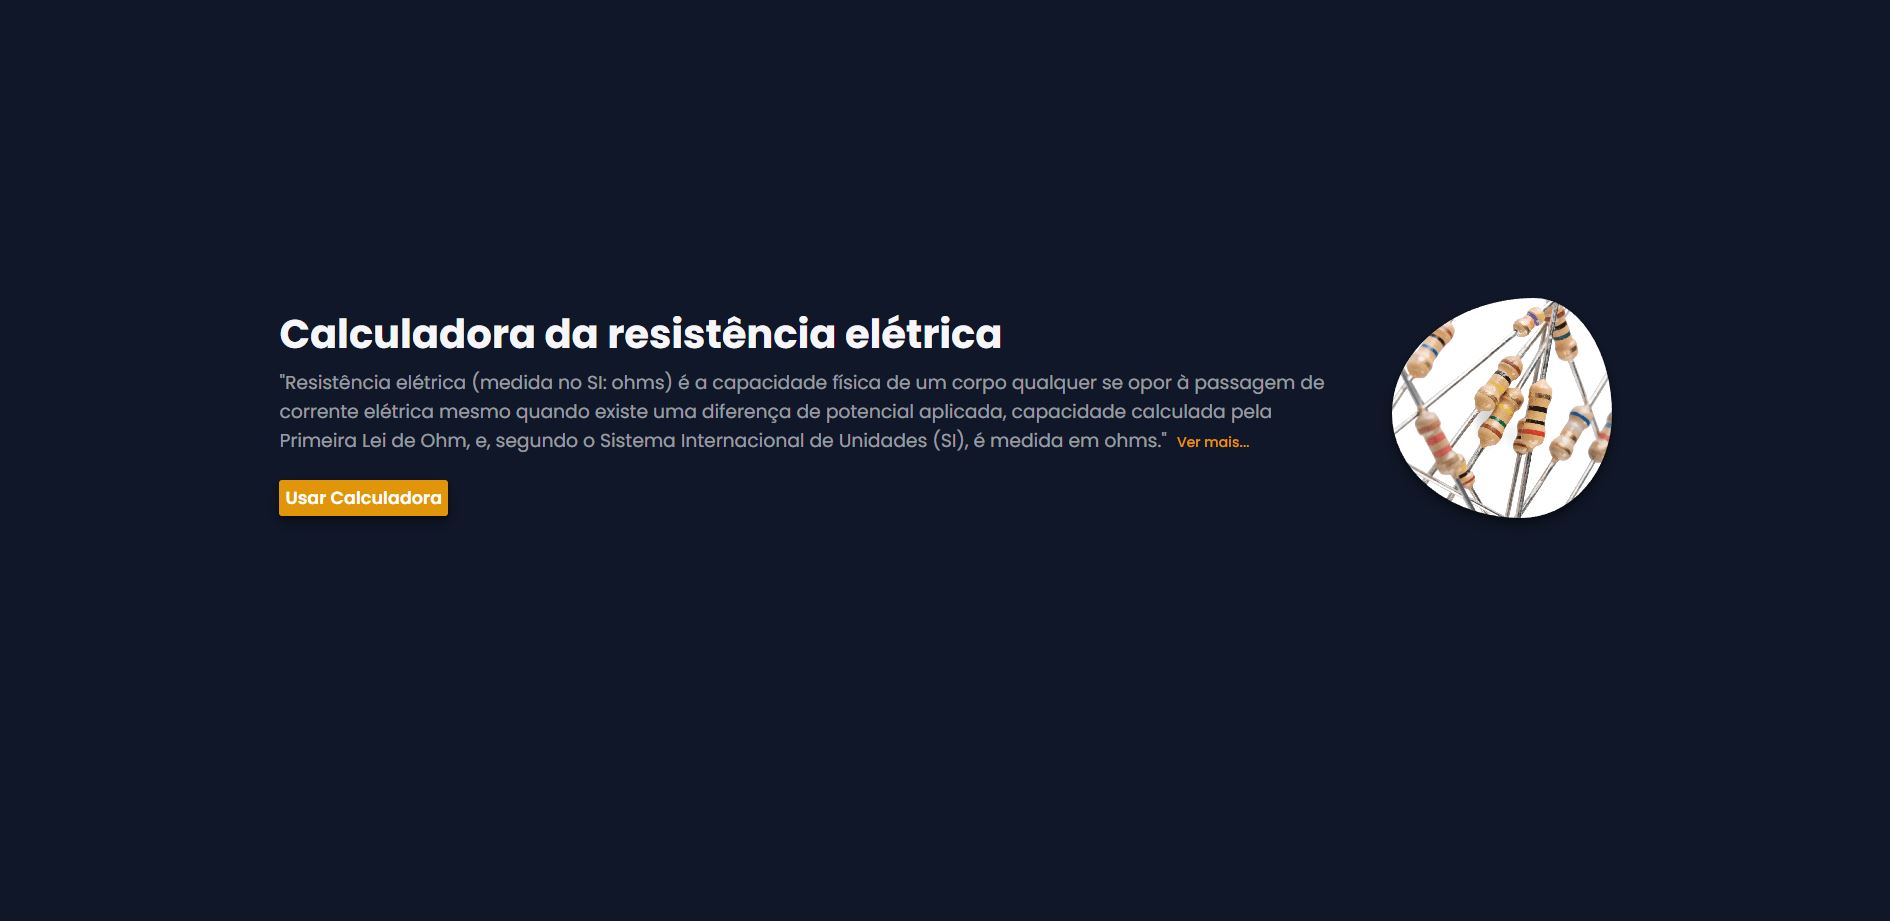 Calculadora da resistência elétrica
"Resistência elétrica (medida no SI: ohms) é a capacidade física de um corpo qualquer se opor à passagem de
corrente elétrica mesmo quando existe uma diferença de potencial aplicada, capacidade calculada pela
Primeira Lei de Ohm, e, segundo o Sistema Internacional de Unidades (SI), é medida em ohms." Ver mais...
Usar Calculadora